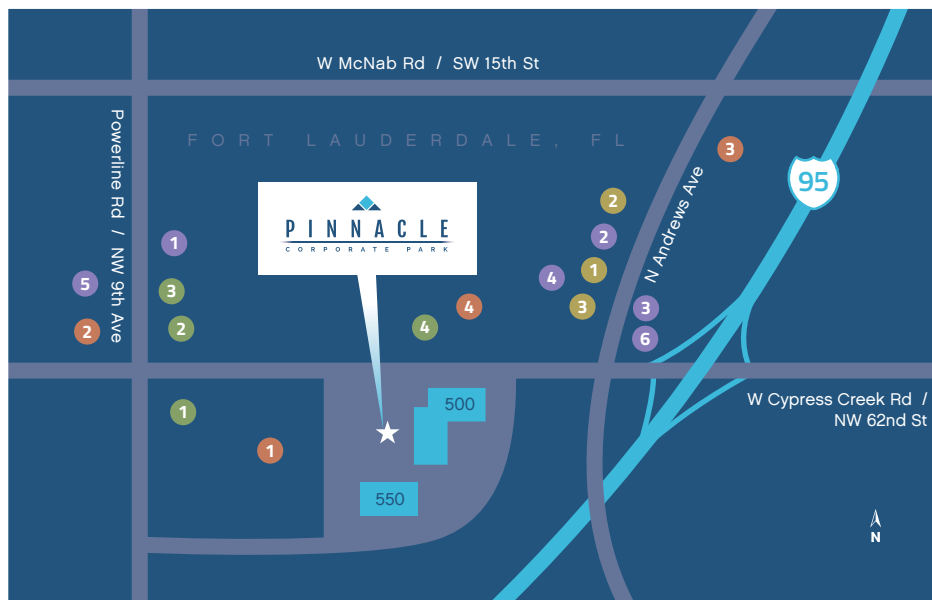 W McNab Rd / SW 15th St
Powerline Rd / NW 9th Ave
FORT LAUDERDALE, FL
3
95
N Andrews Ave
PINNACLE
CORPORATE PARK
2
1
2
5
3
4
1
3
2
2
4
4
3
3
6
W Cypress Creek Rd /
NW 62nd St
1
500
1
550
N